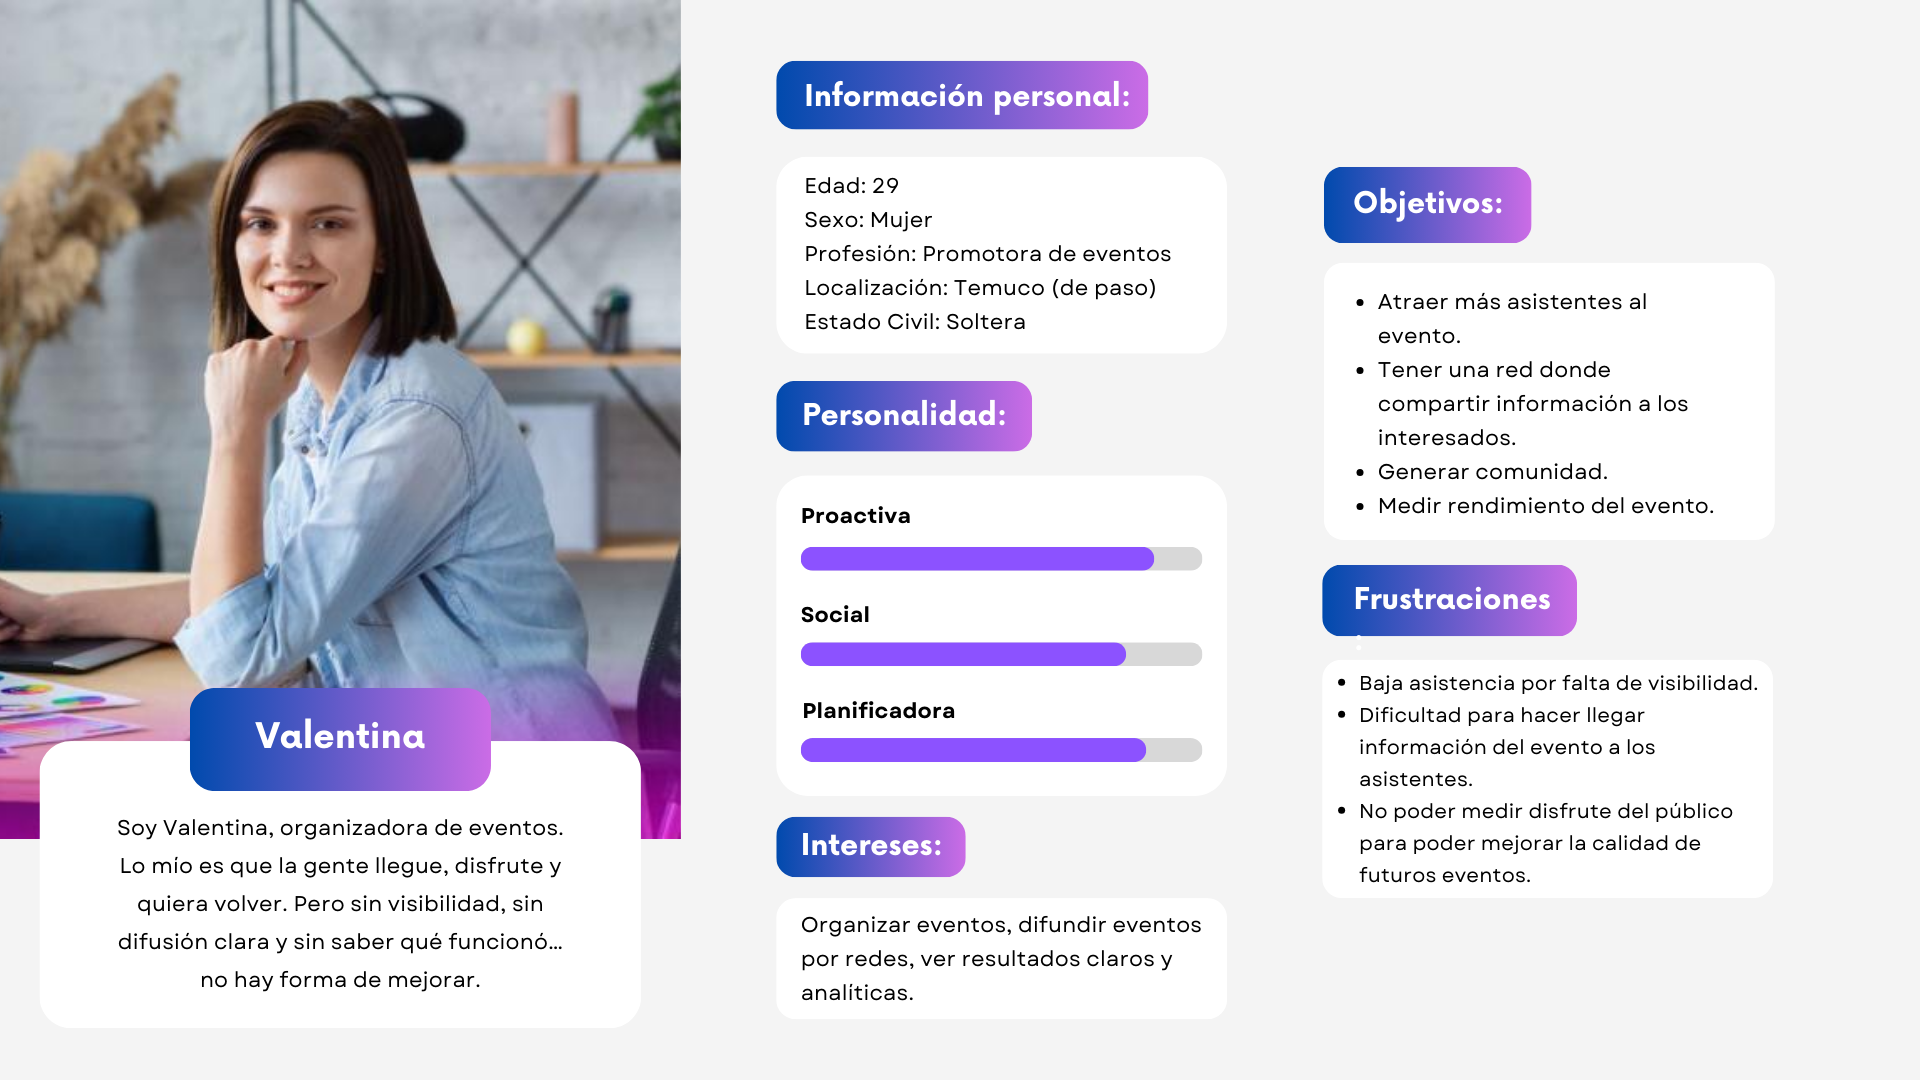 Valentina
Soy Valentina, organizadora de eventos.
Lo mío es que la gente llegue, disfrute y
quiera volver. Pero sin visibilidad, sin
difusión clara y sin saber qué funcionó…
no hay forma de mejorar.
Información personal:
Edad: 29
Sexo: Mujer
Profesión: Promotora de eventos
Localización: Temuco (de paso)
Estado Civil: Soltera
Personalidad:
Proactiva
Social
Planificadora
Intereses:
Organizar eventos, difundir eventos
por redes, ver resultados claros y
analíticas.
Objetivos:
• Atraer más asistentes al
evento.
• Tener una red donde
compartir información a los
interesados.
• Generar comunidad.
• Medir rendimiento del evento.
Frustraciones
:
• Baja asistencia por falta de visibilidad.
• Dificultad para hacer llegar
información del evento a los
asistentes.
• No poder medir disfrute del público
para poder mejorar la calidad de
futuros eventos.